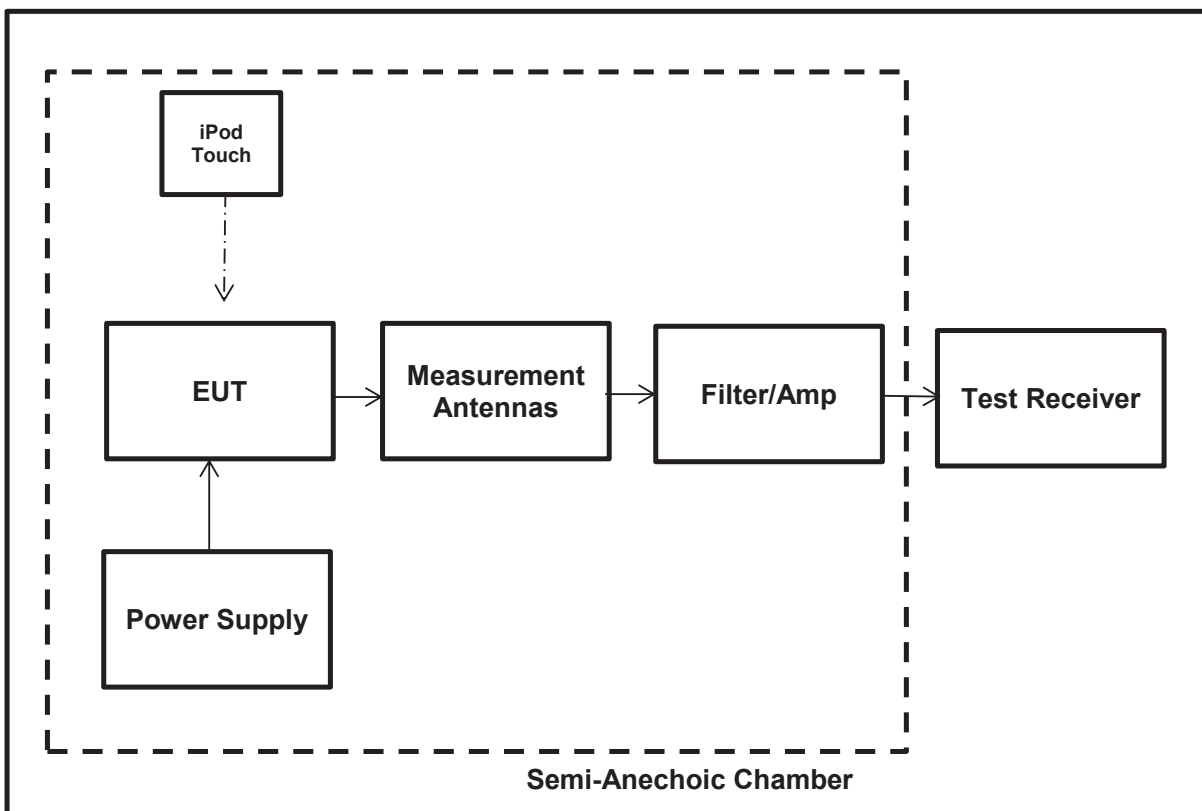 iPod
Touch
EUT
Measurement
Antennas
Filter/Amp
Test Receiver
Power Supply
Semi-Anechoic Chamber